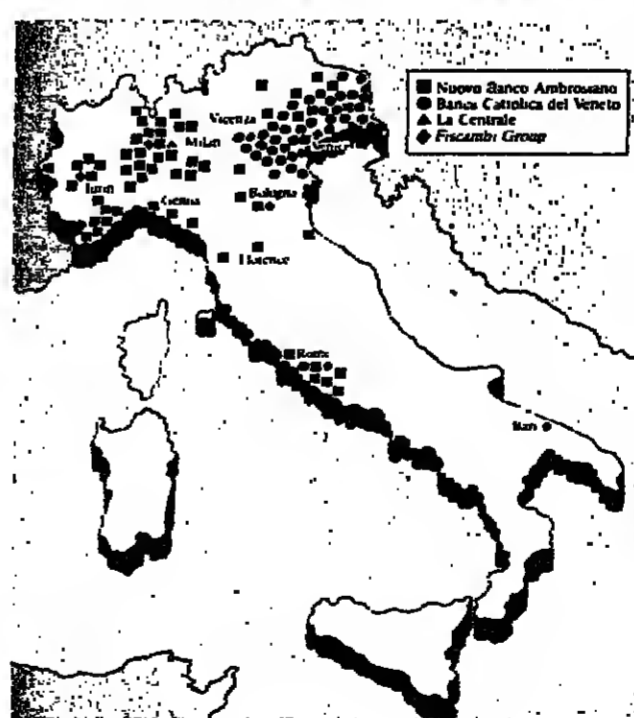 Nuovo Banco Ambrosiano
Banca Cattolica del Veneto
La Centrale
Fiscambi Group
Vicenza
Milan
Venice
Turin
Genoa
Bologna
Florence
Rome
Bari